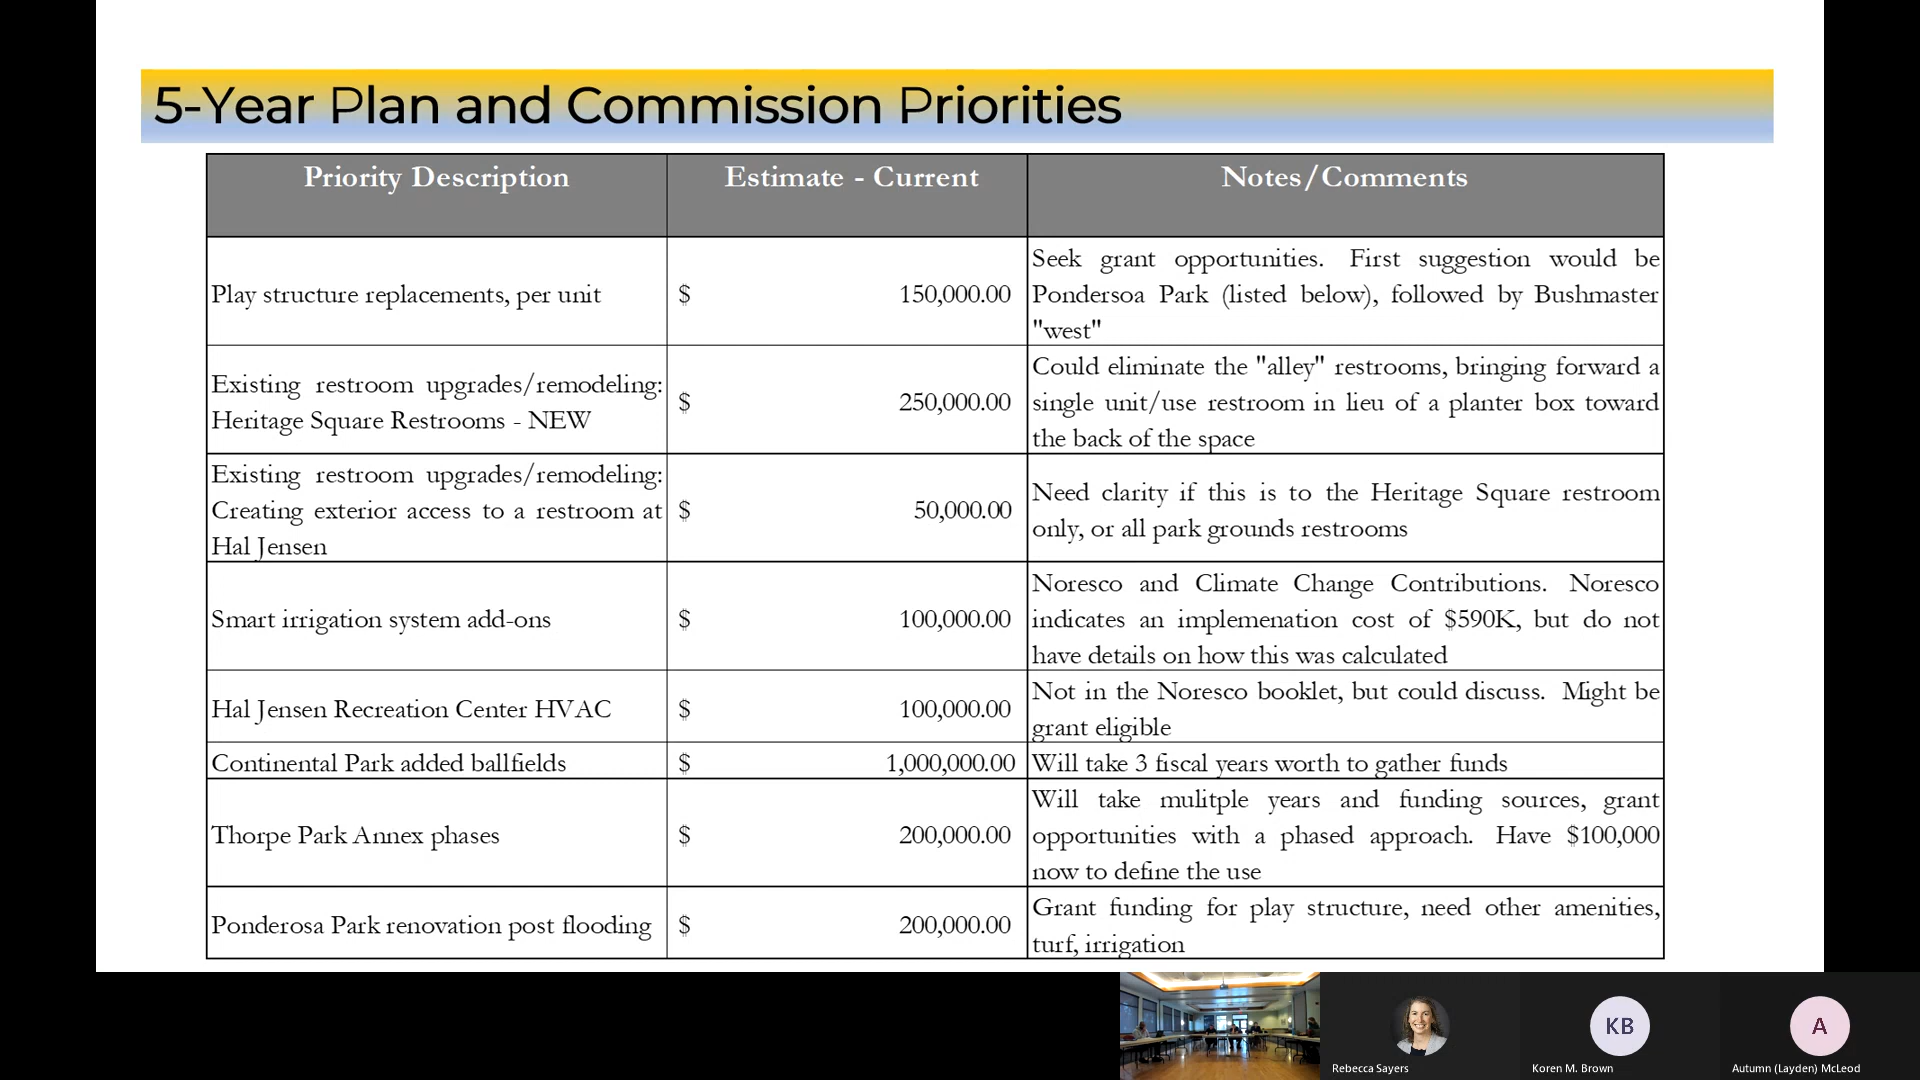 5-Year Plan and Commission Priorities
Priority Description
Estimate - Current
Notes/Comments
Play structure replacements, per unit
$ 150,000.00
Seek grant opportunities. First suggestion would be
Pondersoa Park (listed below), followed by Bushmaster
"west"
Existing restroom upgrades/remodeling:
Heritage Square Restrooms - NEW
$ 250,000.00
Could eliminate the "alley" restrooms, bringing forward a
single unit/use restroom in lieu of a planter box toward
the back of the space
Existing restroom upgrades/remodeling:
Creating exterior access to a restroom at
Hal Jensen
$ 50,000.00
Need clarity if this is to the Heritage Square restroom
only, or all park grounds restrooms
Smart irrigation system add-ons
$ 100,000.00
Noresco and Climate Change Contributions. Noresco
indicates an implemenation cost of $590K, but do not
have details on how this was calculated
Hal Jensen Recreation Center HVAC
$ 100,000.00
Not in the Noresco booklet, but could discuss. Might be
grant eligible
Continental Park added ballfields
$ 1,000,000.00
Will take 3 fiscal years worth to gather funds
Thorpe Park Annex phases
$ 200,000.00
Will take mulitple years and funding sources, grant
opportunities with a phased approach. Have $100,000
now to define the use
Ponderosa Park renovation post flooding
$ 200,000.00
Grant funding for play structure, need other amenities,
turf, irrigation
KB
A
Rebecca Sayers
Koren M. Brown
Autumn (Layden) McLeod